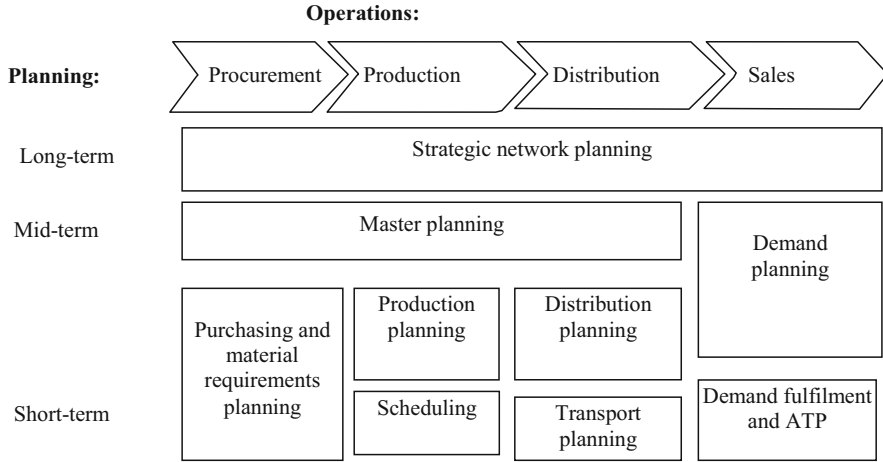 Operations:
Planning:
Procurement
Production
Distribution
Sales
Long-term
Strategic network planning
Mid-term
Master planning
Demand
planning
Purchasing and
material
requirements
planning
Production
planning
Distribution
planning
Short-term
Scheduling
Transport
planning
Demand fulfilment
and ATP